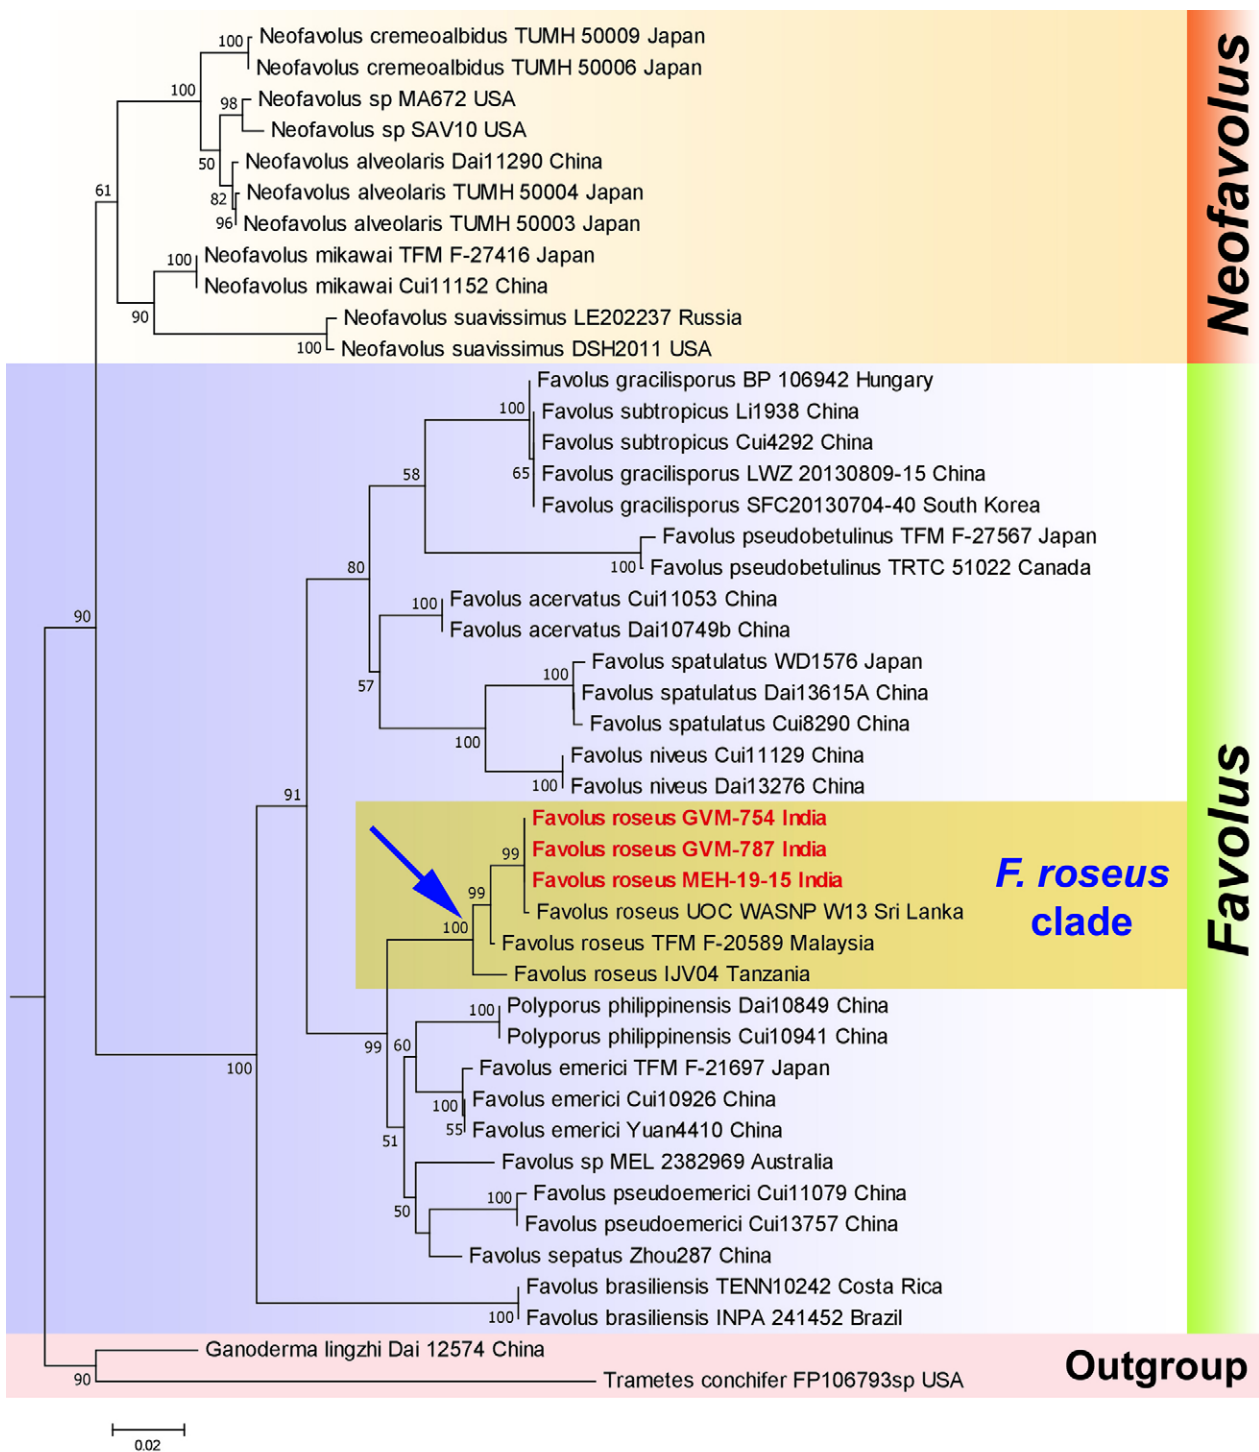 Neofavolus cremeoalbidus TUMH 50009 Japan
Neofavolus cremeoalbidus TUMH 50006 Japan
Neofavolus sp MA672 USA
Neofavolus sp SAV10 USA
Neofavolus alveolaris Dai11290 China
Neofavolus alveolaris TUMH 50004 Japan
Neofavolus alveolaris TUMH 50003 Japan
Neofavolus mikawai TFM F-27416 Japan
Neofavolus mikawai Cui11152 China
Neofavolus suavissimus LE202237 Russia
Neofavolus suavissimus DSH2011 USA
100
100
98
50
82
96
61
100
90
100
Neofavolus
Favolus gracilisporus BP 106942 Hungary
Favolus subtropicus Li1938 China
Favolus subtropicus Cui4292 China
Favolus gracilisporus LWZ 20130809-15 China
Favolus gracilisporus SFC20130704-40 South Korea
Favolus pseudobetulinus TFM F-27567 Japan
Favolus pseudobetulinus TRTC 51022 Canada
Favolus acervatus Cui11053 China
Favolus acervatus Dai10749b China
Favolus spatulatus WD1576 Japan
Favolus spatulatus Dai13615A China
Favolus spatulatus Cui8290 China
Favolus niveus Cui11129 China
Favolus niveus Dai13276 China
100
65
58
100
80
100
57
100
100
100
90
91
Favolus roseus GVM-754 India
Favolus roseus GVM-787 India
Favolus roseus MEH-19-15 India
Favolus roseus UOC WASNP W13 Sri Lanka
Favolus roseus TFM F-20589 Malaysia
Favolus roseus IJV04 Tanzania
99
99
100
F. roseus
clade
Favolus
Polyporus philippinensis Dai10849 China
Polyporus philippinensis Cui10941 China
Favolus emerici TFM F-21697 Japan
Favolus emerici Cui10926 China
Favolus emerici Yuan4410 China
Favolus sp MEL 2382969 Australia
Favolus pseudoemerici Cui11079 China
Favolus pseudoemerici Cui13757 China
Favolus sepatus Zhou287 China
Favolus brasiliensis TENN10242 Costa Rica
Favolus brasiliensis INPA 241452 Brazil
100
60
99
100
100
55
51
100
50
100
Ganoderma lingzhi Dai 12574 China
Trametes conchifer FP106793sp USA
90
Outgroup
0.02